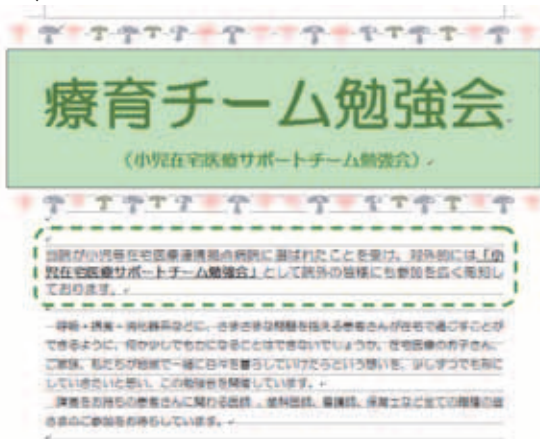 療育チーム勉強会
(小児在宅医療サポートチーム勉強会)
当院が小児等在宅医療連携拠点病院に選ばれたことを受け、対外的には「小
児在宅医療サポートチーム勉強会」として院外の皆様にも参加を広く周知し
ております。
呼吸・摂食・消化器系などに、さまざまな問題を抱える患者さんが在宅で過ごすことが
できるように、何か少しでも力になることはできないでしょうか。在宅医療のお子さん、
ご家族、私たちが地域で一緒に日々を暮らしていけたらという想いを、少しずつでも形に
していきたいと思い、この勉強会を開催しています。
障害をお持ちの患者さんに関わる医師、歯科医師、看護師、保育士など全ての職種の皆
さまのご参加をお待ちしています。